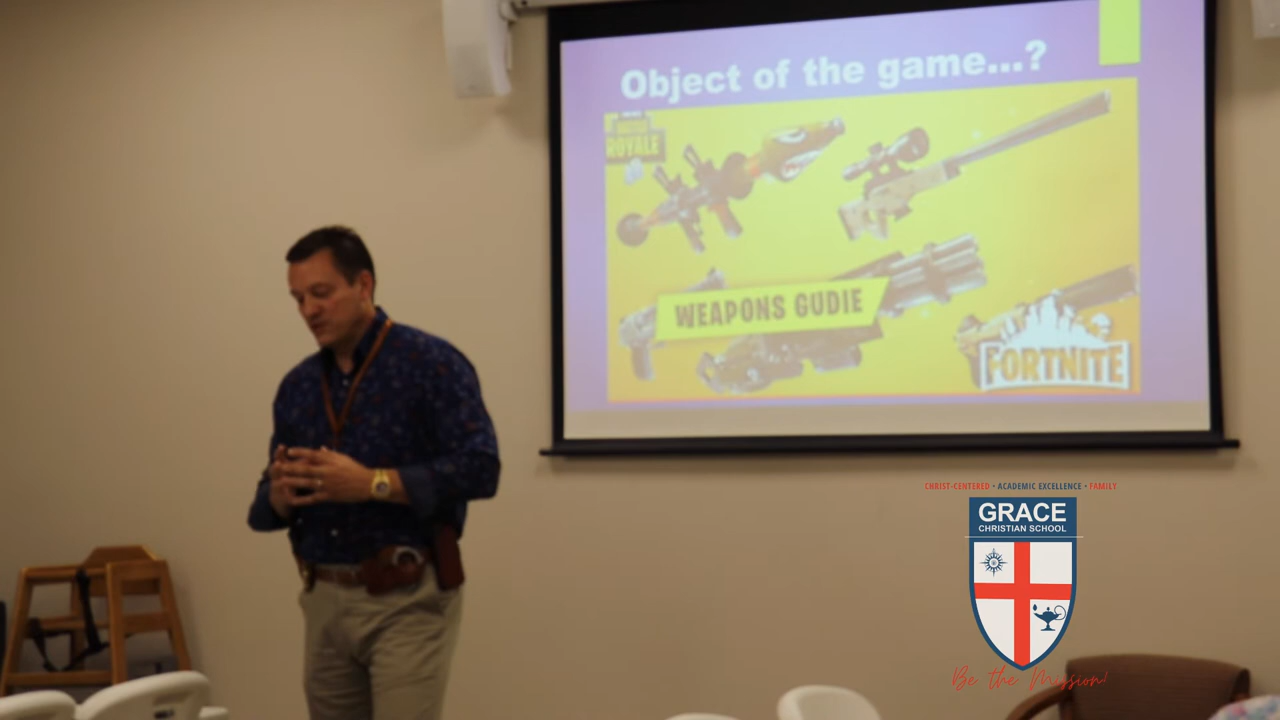 Object of the game...?
ROYALE
WEAPONS GUDIE
FORTNITE
CHRIST-CENTERED • ACADEMIC EXCELLENCE • FAMILY
GRACE
CHRISTIAN SCHOOL
Be the Mission!